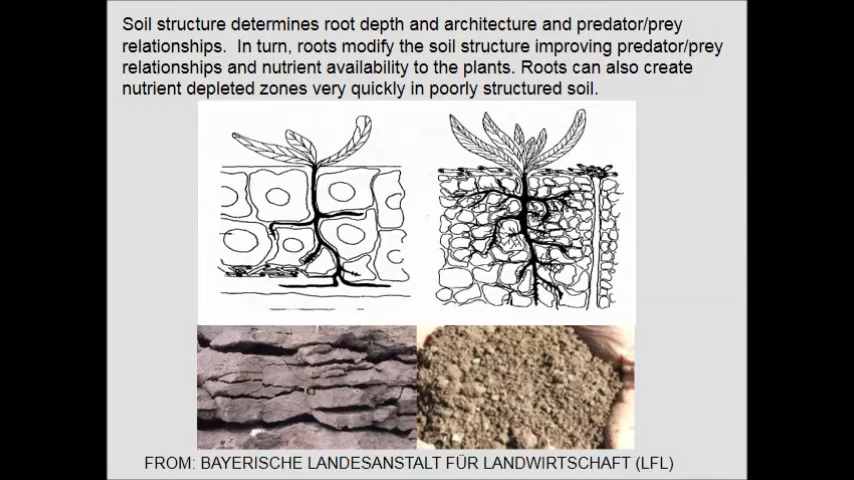 Soil structure determines root depth and architecture and predator/prey
relationships.  In turn, roots modify the soil structure improving predator/prey
relationships and nutrient availability to the plants. Roots can also create
nutrient depleted zones very quickly in poorly structured soil.
FROM: BAYERISCHE LANDESANSTALT FÜR LANDWIRTSCHAFT (LFL)